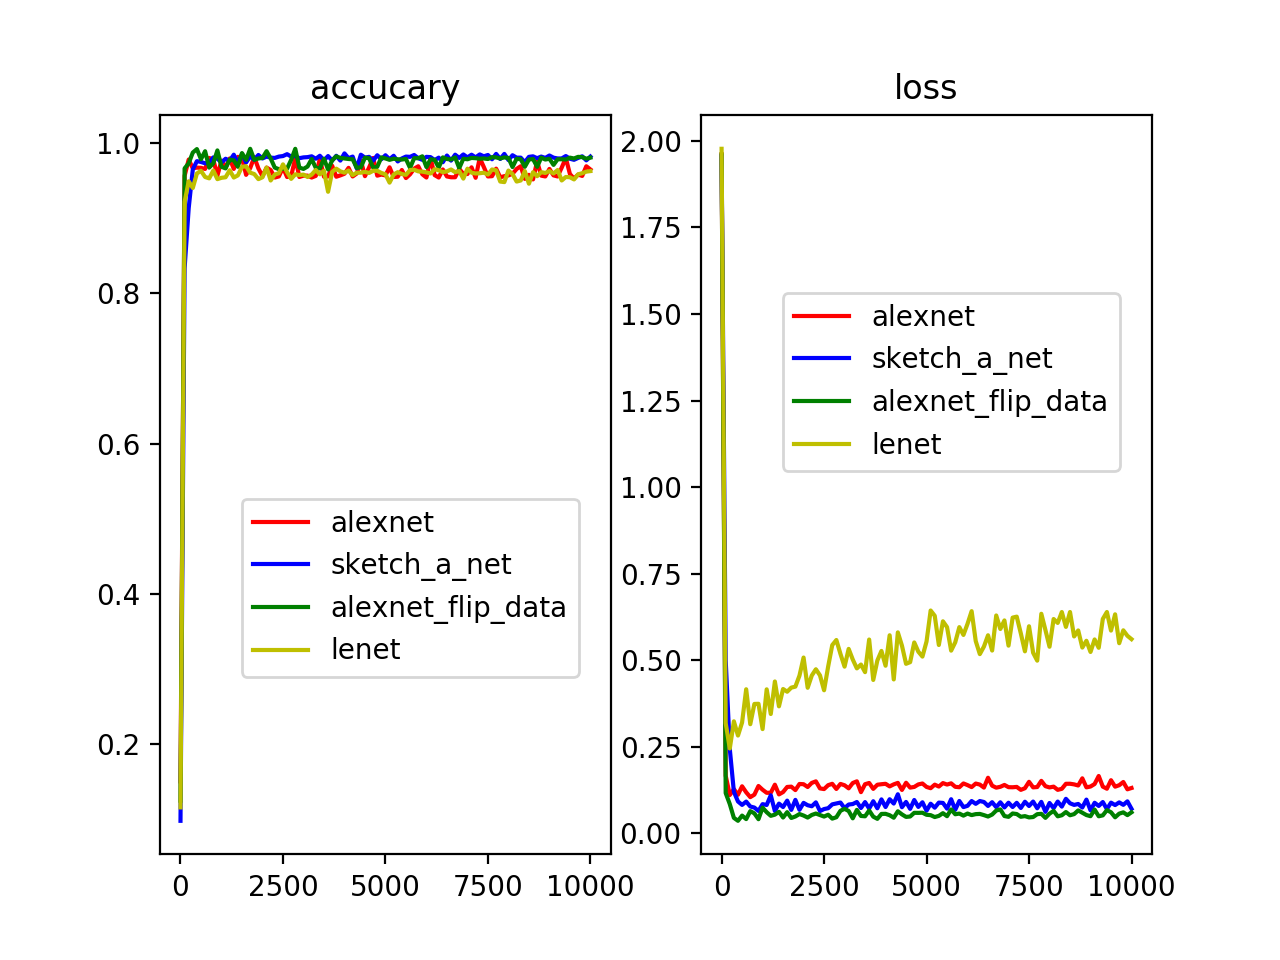 accucary
1.0
0.8
0.6
0.4
0.2
0
2500
5000
7500
10000
alexnet
sketch_a_net
alexnet_flip_data
lenet
loss
2.00
1.75
1.50
1.25
1.00
0.75
0.50
0.25
0.00
0
2500
5000
7500
10000
alexnet
sketch_a_net
alexnet_flip_data
lenet